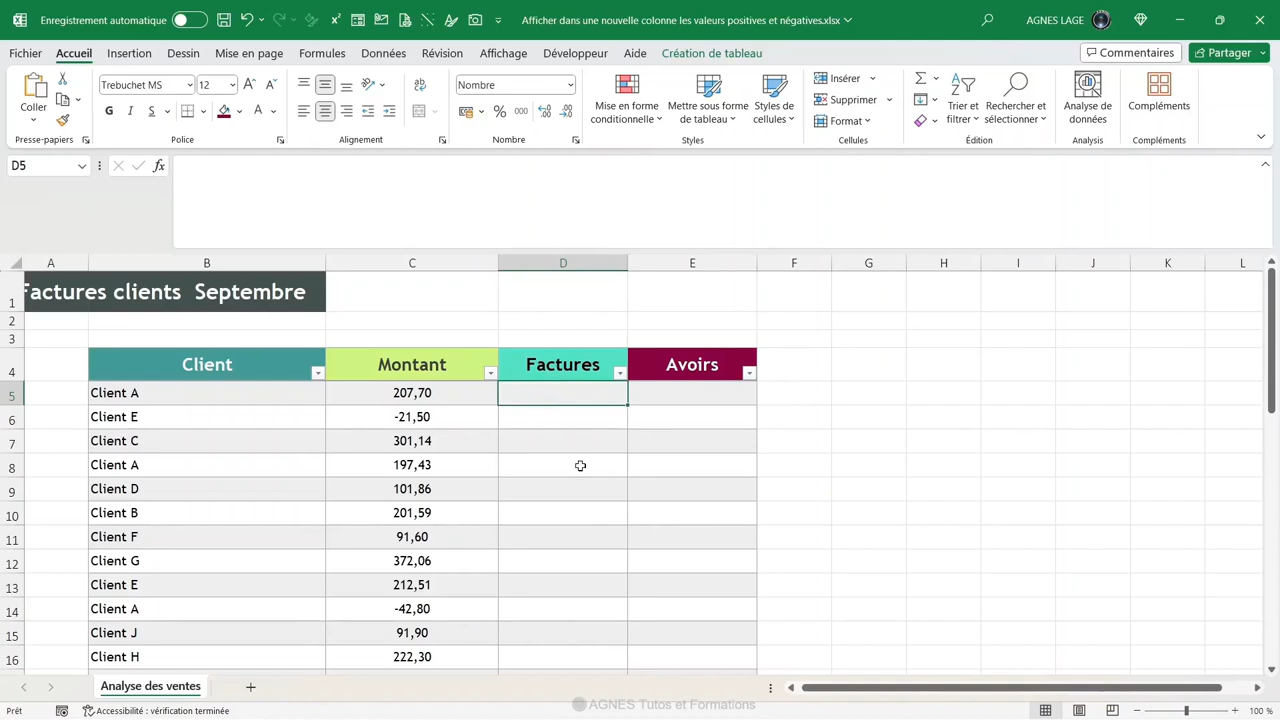 Enregistrement automatique
Afficher dans une nouvelle colonne les valeurs positives et négatives.xlsx
AGNES LAGE
Fichier Accueil Insertion Dessin Mise en page Formules Données Révision Affichage Développeur Aide Création de tableau
Commentaires
Partager
Coller
Presse-papiers
Trebuchet MS 12
G I S
Police
Alignement
Nombre
% 000
Nombre
Mise en forme conditionnelle
Mettre sous forme de tableau
Styles de cellules
Styles
Insérer
Supprimer
Format
Cellules
Trier et filtrer
Rechercher et sélectionner
Édition
Analyse de données
Analysis
Compléments
Compléments
D5
fx
A B C D E F G H I J K L
1 Factures clients Septembre
2
3
4 Client Montant Factures Avoirs
5 Client A 207,70
6 Client E -21,50
7 Client C 301,14
8 Client A 197,43
9 Client D 101,86
10 Client B 201,59
11 Client F 91,60
12 Client G 372,06
13 Client E 212,51
14 Client A -42,80
15 Client J 91,90
16 Client H 222,30
Analyse des ventes
AGNES Tutos et Formations
Prêt
Accessibilité : vérification terminée
100 %